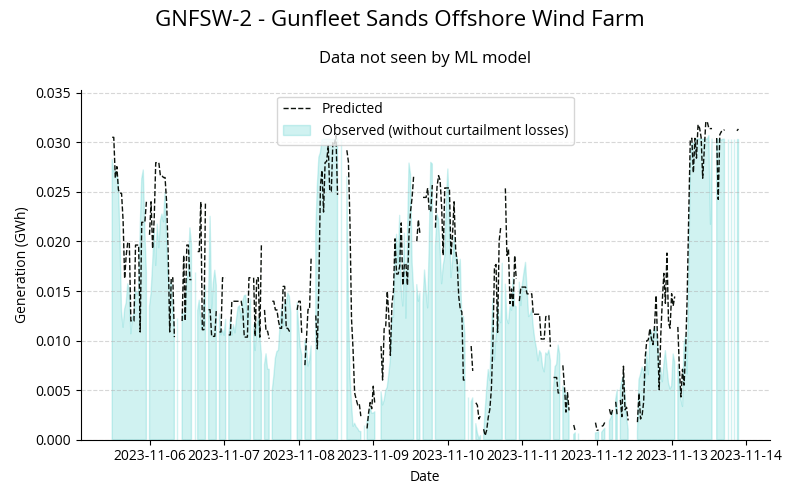 GNFSW-2 - Gunfleet Sands Offshore Wind Farm
Data not seen by ML model
Predicted
Observed (without curtailment losses)
Generation (GWh)
0.035
0.030
0.025
0.020
0.015
0.010
0.005
0.000
2023-11-06 2023-11-07 2023-11-08 2023-11-09 2023-11-10 2023-11-11 2023-11-12 2023-11-13 2023-11-14
Date